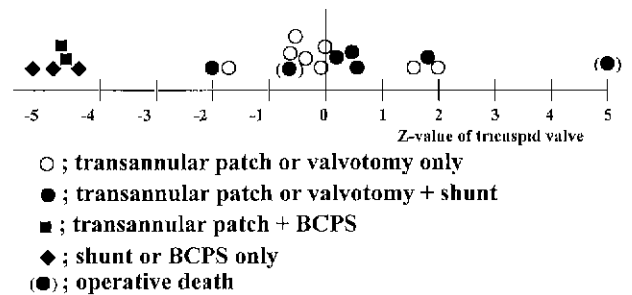 -5 -4 -3 -2 -1 0 1 2 3 4 5
Z-value of tricuspid valve
○ ; transannular patch or valvotomy only
● ; transannular patch or valvotomy + shunt
■ ; transannular patch + BCPS
◆ ; shunt or BCPS only
(●) ; operative death